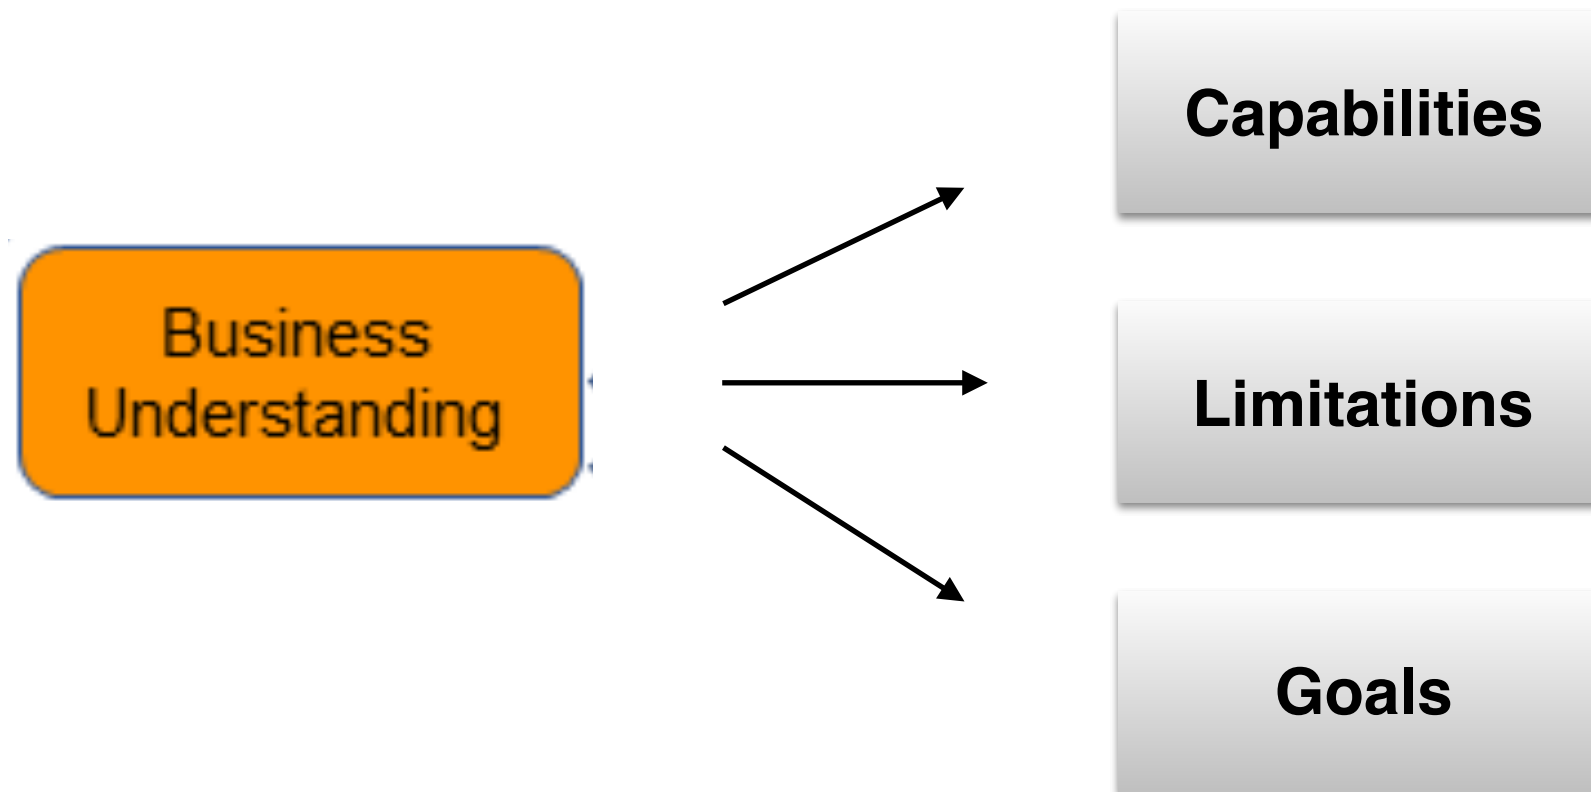 Business
Understanding
Capabilities
Limitations
Goals